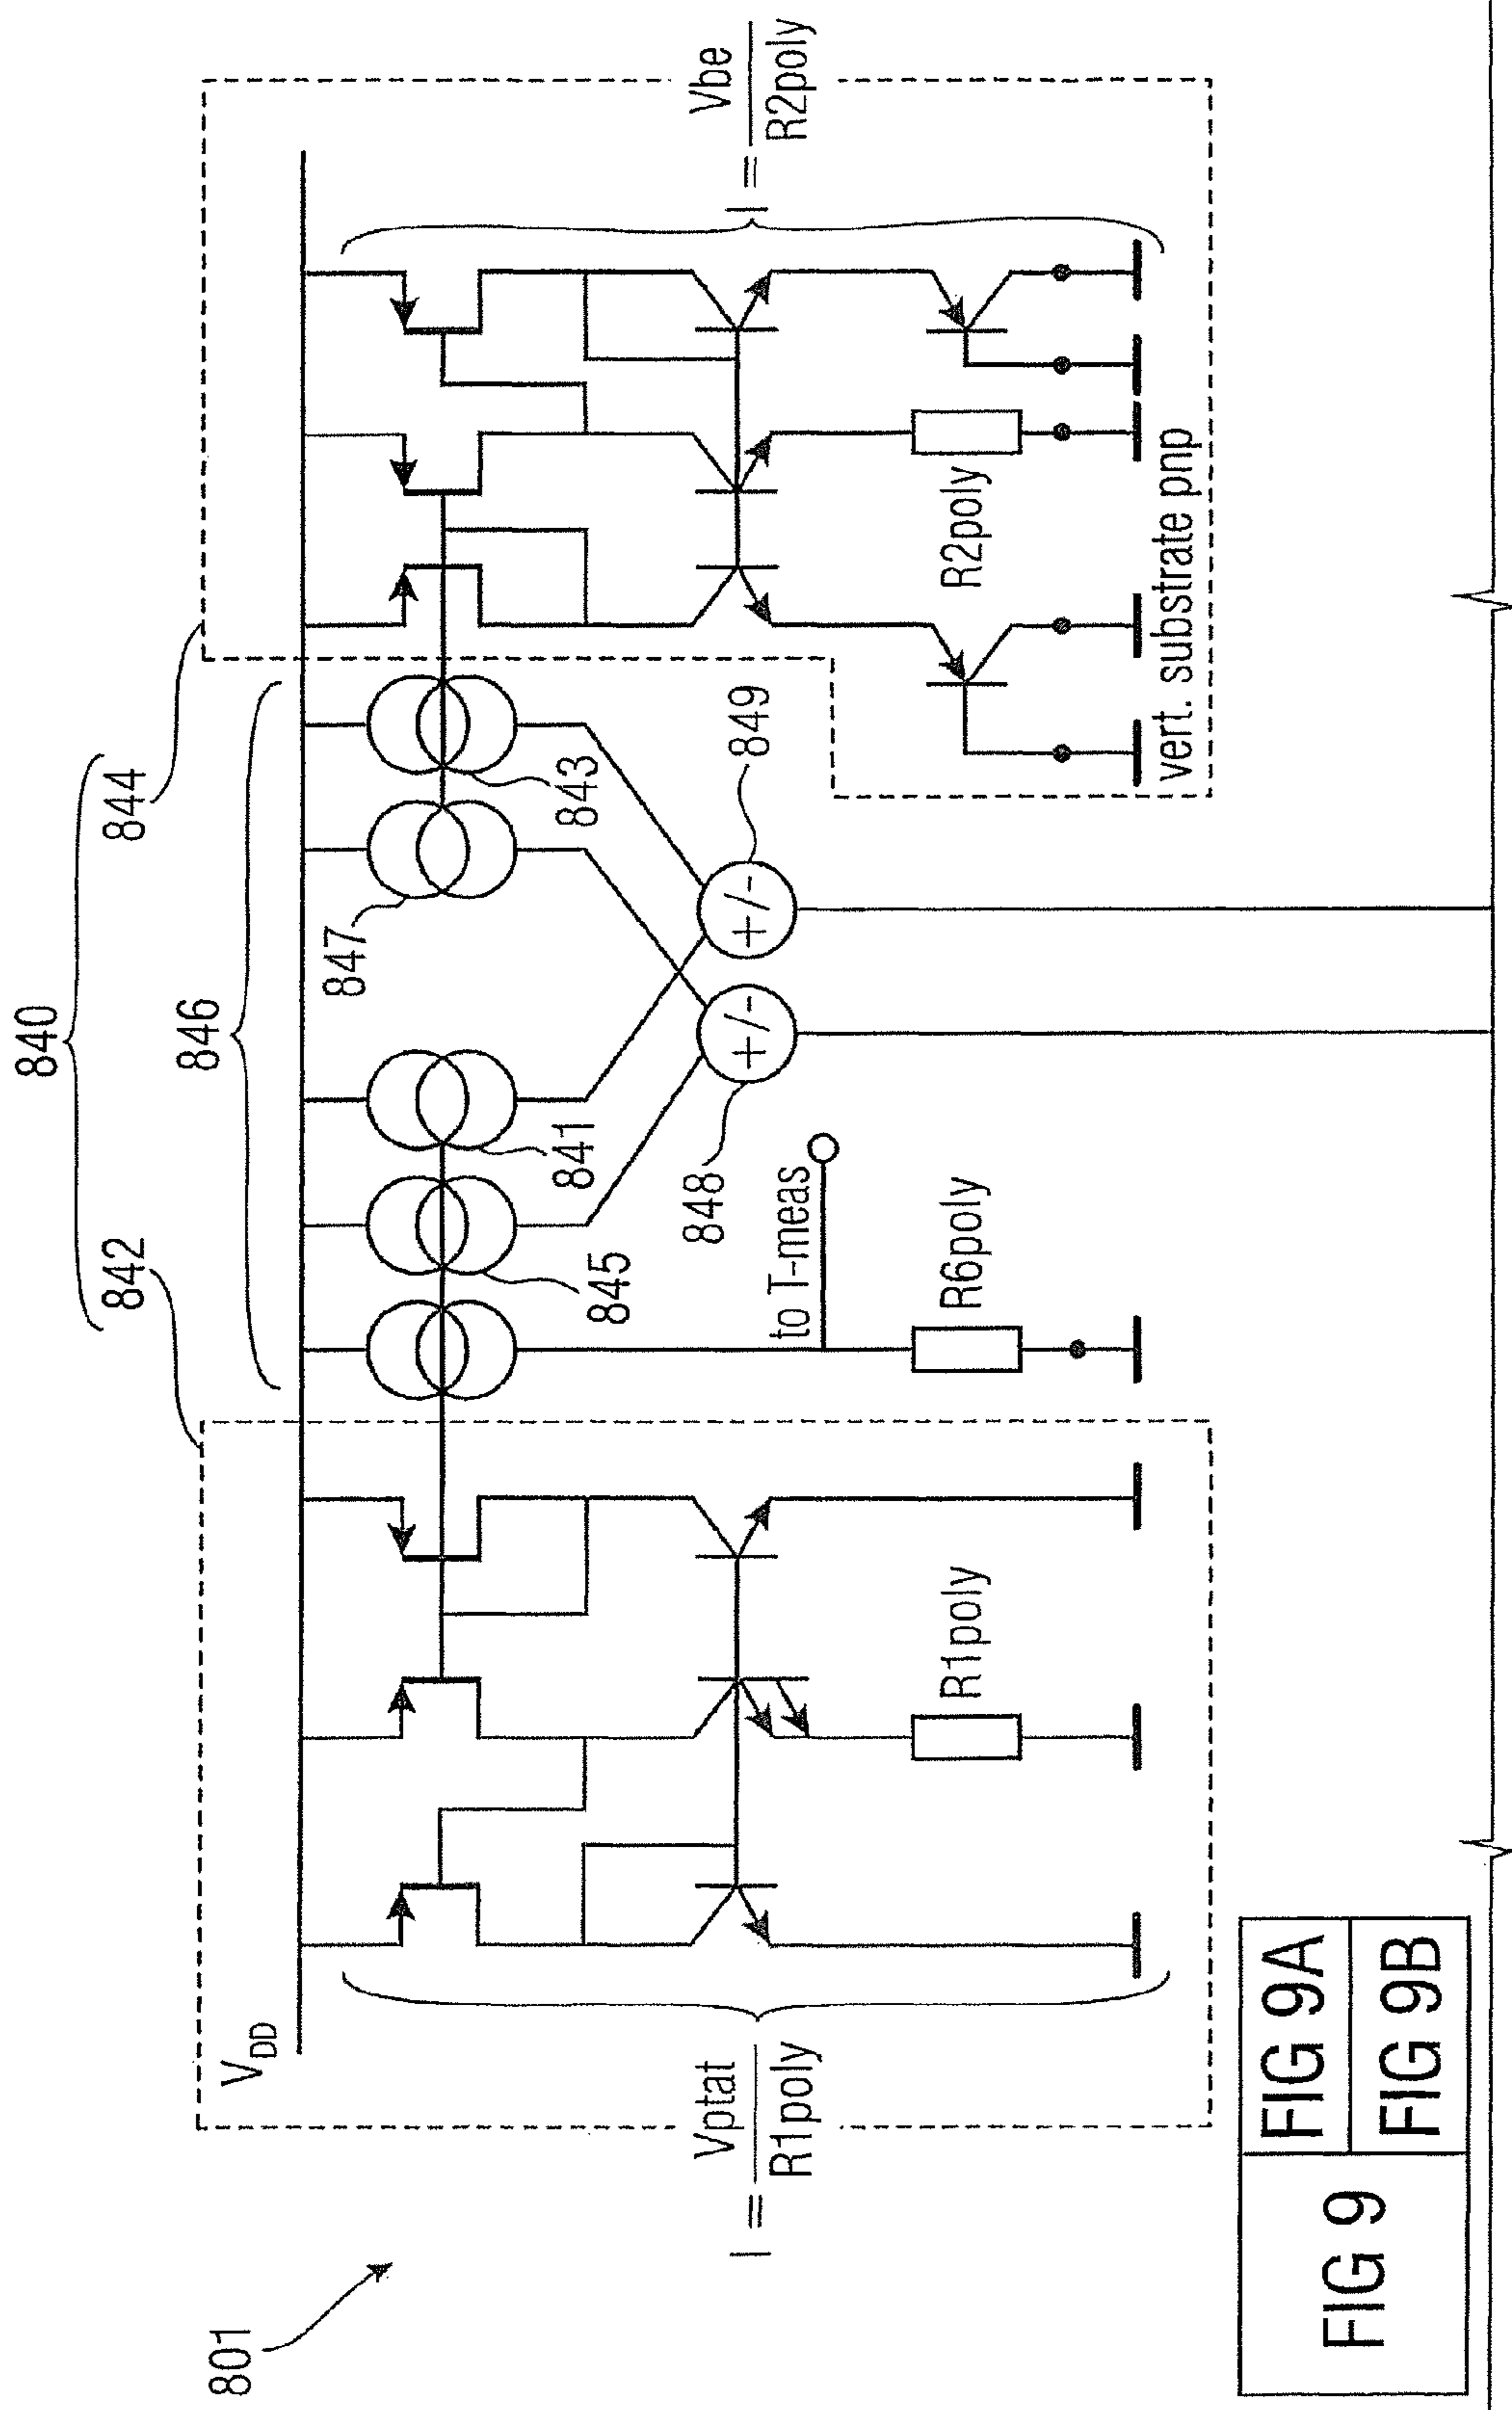 801
840
842
844
846
V_DD
847
843
841
845
848
849
to T-meas
R6poly
R1poly
R2poly
I = Vptat / R1poly
I = Vbe / R2poly
+/-
+/-
vert. substrate pnp
FIG 9
FIG 9A
FIG 9B